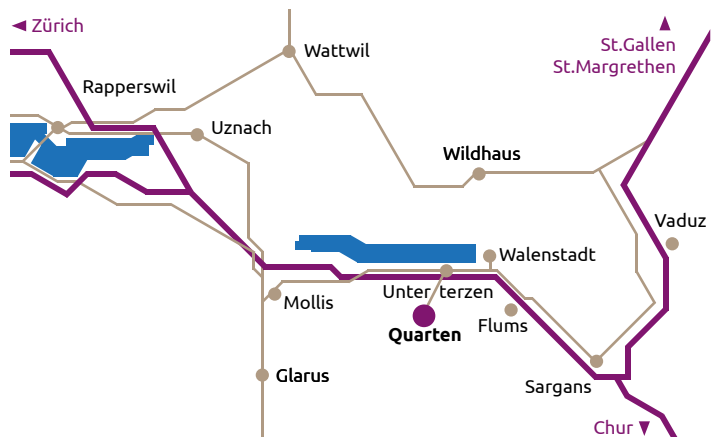 Zürich
St.Gallen
St.Margrethen
Wattwil
Rapperswil
Uznach
Wildhaus
Vaduz
Walenstadt
Unterterzen
Mollis
Flums
Quarten
Glarus
Sargans
Chur